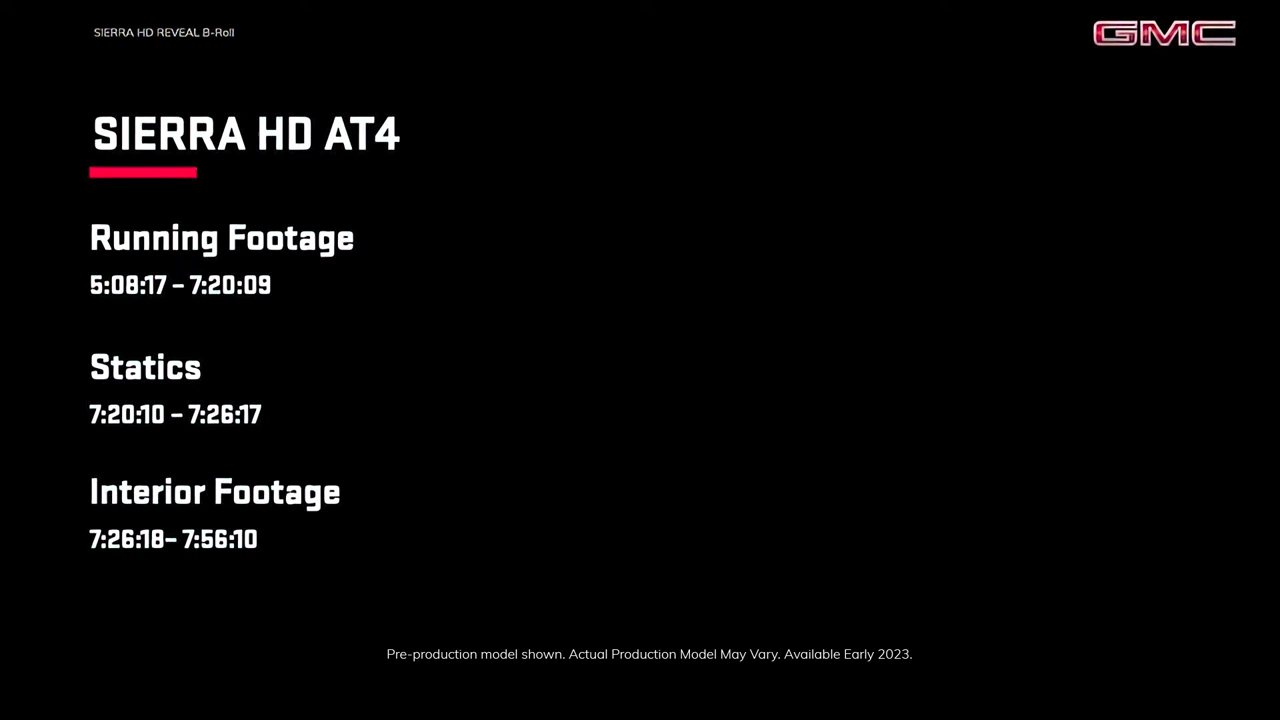 SIERRA HD REVEAL B-Roll
GMC
SIERRA HD AT4
Running Footage
5:08:17 – 7:20:09
Statics
7:20:10 – 7:26:17
Interior Footage
7:26:18– 7:56:10
Pre-production model shown. Actual Production Model May Vary. Available Early 2023.